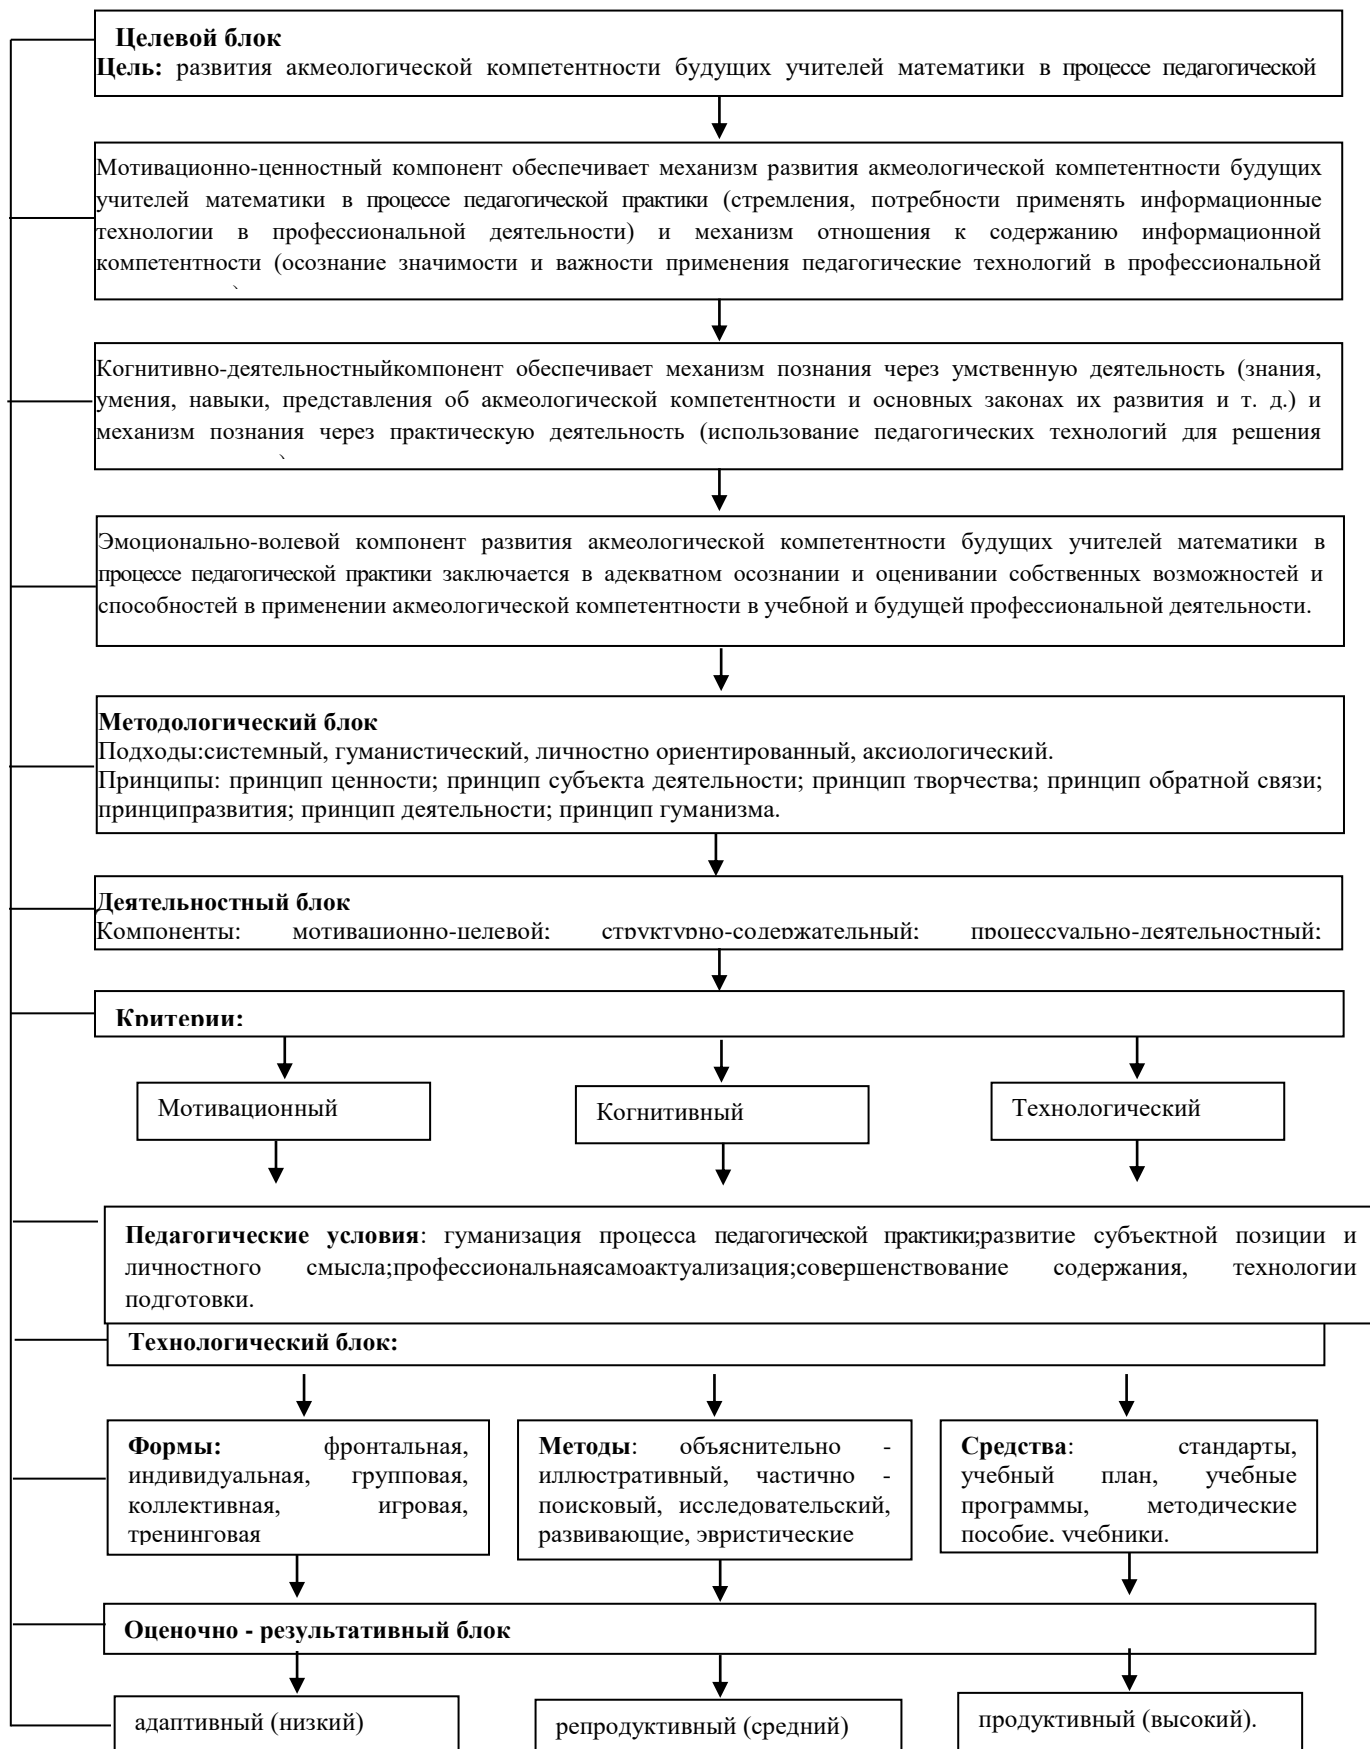 Целевой блок
Цель: развития акмеологической компетентности будущих учителей математики в процессе педагогической
Мотивационно-ценностный компонент обеспечивает механизм развития акмеологической компетентности будущих
учителей математики в процессе педагогической практики (стремления, потребности применять информационные
технологии в профессиональной деятельности) и механизм отношения к содержанию информационной
компетентности (осознание значимости и важности применения педагогические технологий в профессиональной
Когнитивно-деятельностныйкомпонент обеспечивает механизм познания через умственную деятельность (знания,
умения, навыки, представления об акмеологической компетентности и основных законах их развития и т. д.) и
механизм познания через практическую деятельность (использование педагогических технологий для решения
Эмоционально-волевой компонент развития акмеологической компетентности будущих учителей математики в
процессе педагогической практики заключается в адекватном осознании и оценивании собственных возможностей и
способностей в применении акмеологической компетентности в учебной и будущей профессиональной деятельности.
Методологический блок
Подходы:системный, гуманистический, личностно ориентированный, аксиологический.
Принципы: принцип ценности; принцип субъекта деятельности; принцип творчества; принцип обратной связи;
принципразвития; принцип деятельности; принцип гуманизма.
Деятельностный блок
Компоненты: мотивационно-целевой; структурно-содержательный; процессуально-деятельностный;
Критерии:
Мотивационный
Когнитивный
Технологический
Педагогические условия: гуманизация процесса педагогической практики;развитие субъектной позиции и
личностного смысла;профессиональнаясамоактуализация;совершенствование содержания, технологии
подготовки.
Технологический блок:
Формы: фронтальная,
индивидуальная, групповая,
коллективная, игровая,
тренинговая
Методы: объяснительно -
иллюстративный, частично -
поисковый, исследовательский,
развивающие, эвристические
Средства: стандарты,
учебный план, учебные
программы, методические
пособие, учебники.
Оценочно - результативный блок
адаптивный (низкий)
репродуктивный (средний)
продуктивный (высокий).